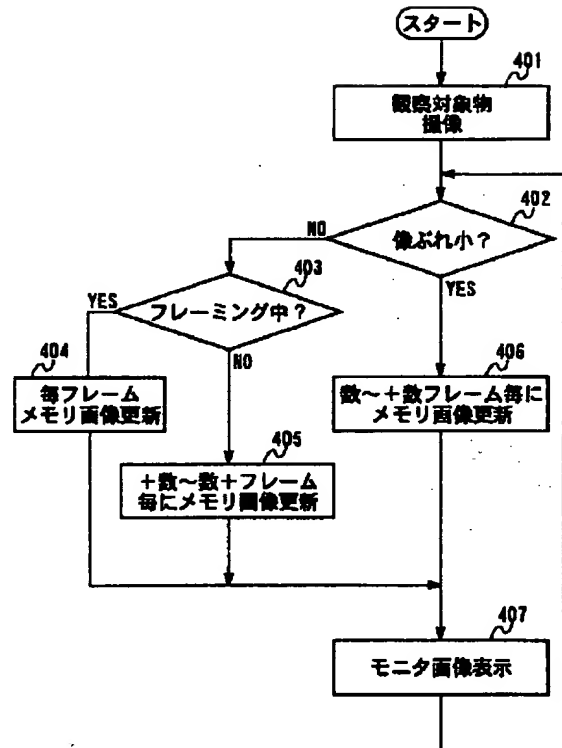 スタート
401
観察対象物
撮像
402
像ぶれ小？
NO
YES
403
フレーミング中？
YES
NO
404
毎フレーム
メモリ画像更新
406
数～＋数フレーム毎に
メモリ画像更新
405
＋数～数＋フレーム
毎にメモリ画像更新
407
モニタ画像表示